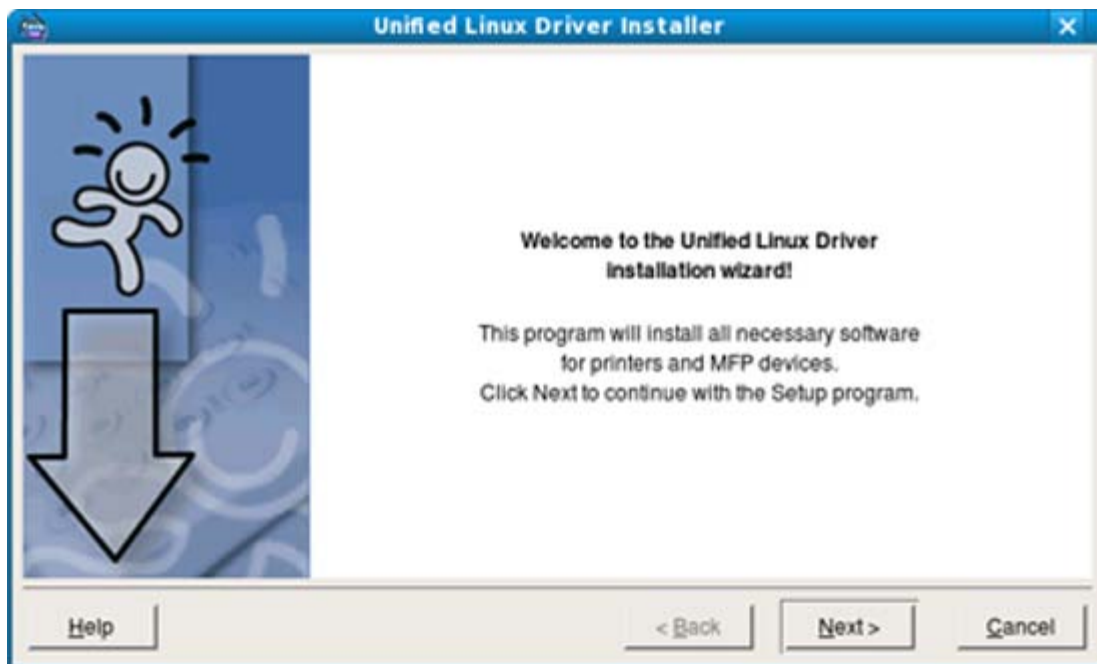 Unified Linux Driver Installer
Welcome to the Unified Linux Driver
installation wizard!
This program will install all necessary software
for printers and MFP devices.
Click Next to continue with the Setup program.
Help
< Back
Next >
Cancel